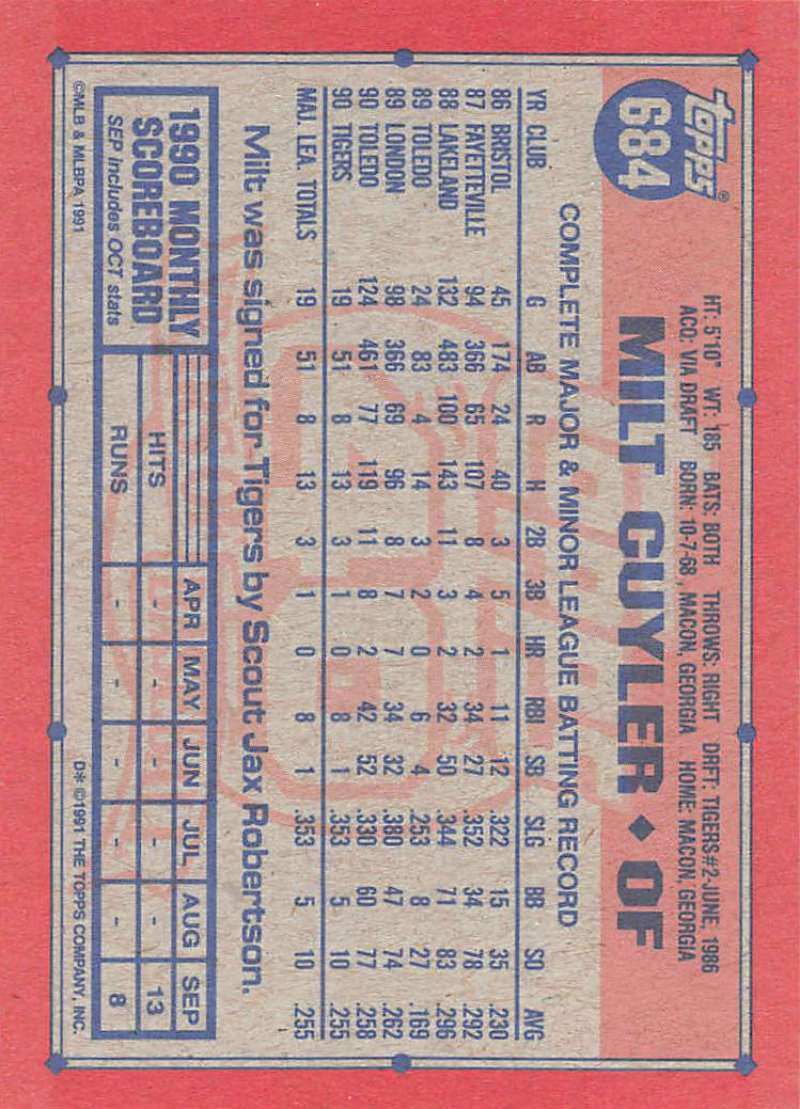 topps®
684
HT: 5'10" WT: 185 BATS: BOTH THROWS: RIGHT DRFT: TIGERS#2-JUNE, 1986
ACQ: VIA DRAFT BORN: 10-7-68, MACON, GEORGIA HOME: MACON, GEORGIA
MILT CUYLER ♦ OF
COMPLETE MAJOR & MINOR LEAGUE BATTING RECORD
YR CLUB G AB R H 2B 3B HR RBI SB SLG BB SO AVG
86 BRISTOL 45 174 24 40 3 5 1 11 12 .322 15 35 .230
87 FAYETTEVILLE 94 366 65 107 8 4 2 34 27 .352 34 78 .292
88 LAKELAND 132 483 100 143 11 3 2 32 50 .344 71 83 .296
89 TOLEDO 24 83 4 14 3 2 0 6 4 .253 8 27 .169
89 LONDON 98 366 69 96 8 7 7 34 32 .380 47 74 .262
90 TOLEDO 124 461 77 119 11 8 2 42 52 .330 60 77 .258
90 TIGERS 19 51 8 13 3 1 0 8 1 .353 5 10 .255
MAJ. LEA. TOTALS 19 51 8 13 3 1 0 8 1 .353 5 10 .255
Milt was signed for Tigers by Scout Jax Robertson.
1990 MONTHLY
SCOREBOARD
SEP includes OCT stats
APR MAY JUN JUL AUG SEP
HITS - - - - - 13
RUNS - - - - - 8
©MLB & MLBPA 1991
D* ©1991 THE TOPPS COMPANY, INC.